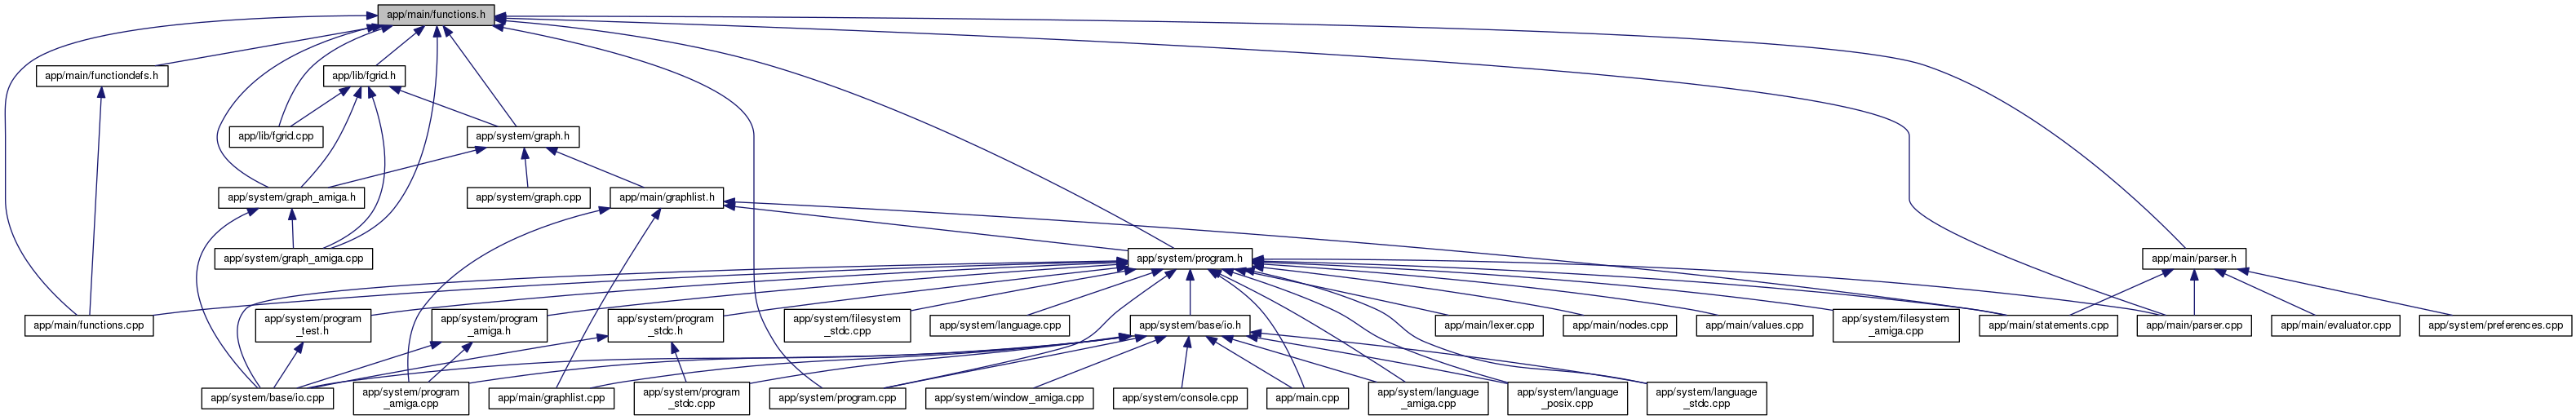 app/main/functions.h
app/main/functiondefs.h
app/lib/fgrid.h
app/lib/fgrid.cpp
app/system/graph.h
app/system/graph_amiga.h
app/system/graph.cpp
app/main/graphlist.h
app/system/graph_amiga.cpp
app/system/program.h
app/main/parser.h
app/main/functions.cpp
app/system/program
_test.h
app/system/program
_amiga.h
app/system/program
_stdc.h
app/system/filesystem
_stdc.cpp
app/system/language.cpp
app/system/base/io.h
app/main/lexer.cpp
app/main/nodes.cpp
app/main/values.cpp
app/system/filesystem
_amiga.cpp
app/main/statements.cpp
app/main/parser.cpp
app/main/evaluator.cpp
app/system/preferences.cpp
app/system/base/io.cpp
app/system/program
_amiga.cpp
app/main/graphlist.cpp
app/system/program
_stdc.cpp
app/system/program.cpp
app/system/window_amiga.cpp
app/system/console.cpp
app/main.cpp
app/system/language
_amiga.cpp
app/system/language
_posix.cpp
app/system/language
_stdc.cpp